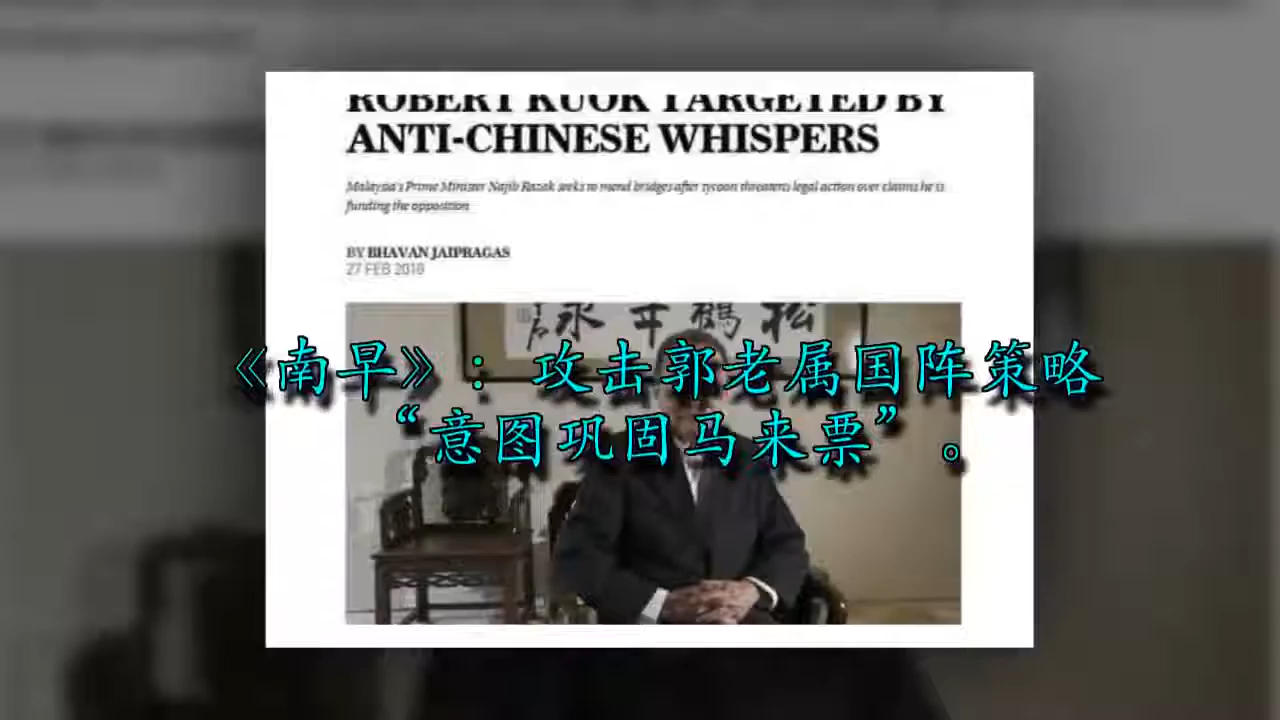 ROBERT KUOK TARGETED BY
ANTI-CHINESE WHISPERS
Malaysia's Prime Minister Najib Razak seeks to mend bridges after tycoon threatens legal action over claims he is
funding the opposition
BY BHAVAN JAIPRAGAS
27 FEB 2018
《南早》：攻击郭老属国阵策略
“意图巩固马来票”。